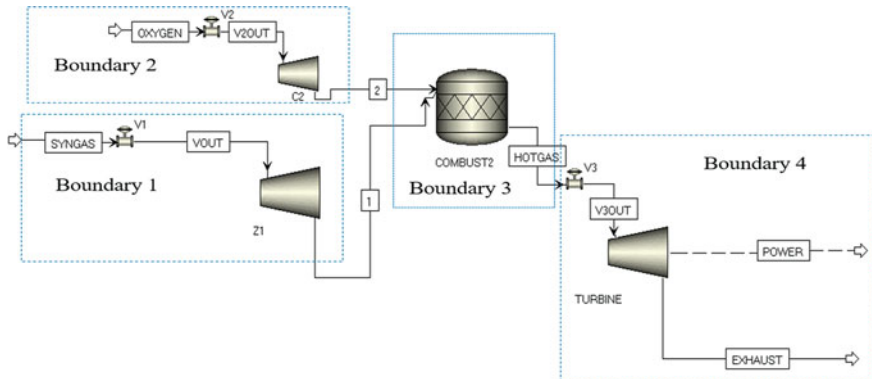 V2
OXYGEN
V2OUT
Boundary 2
C2
2
V1
SYNGAS
VOUT
Boundary 1
Z1
1
COMBUST2
HOTGAS
Boundary 3
V3
Boundary 4
V3OUT
POWER
TURBINE
EXHAUST